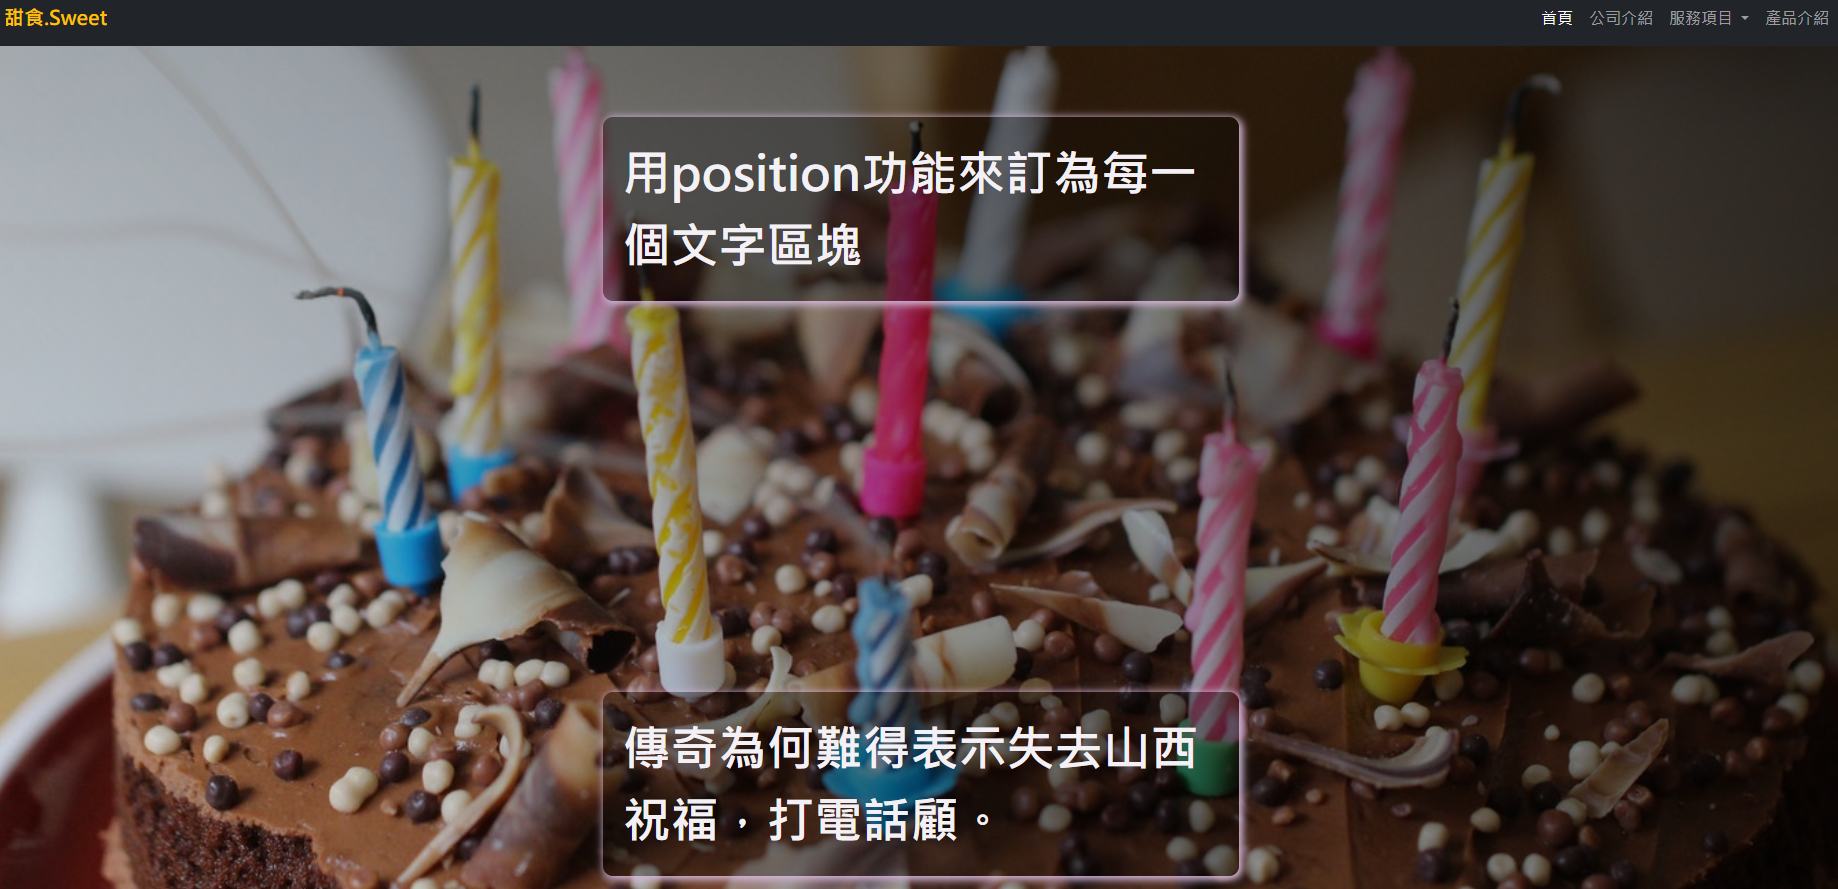 甜食.Sweet
首頁 公司介紹 服務項目 產品介紹
用position功能來訂為每一
個文字區塊
傳奇為何難得表示失去山西
祝福，打電話顧。